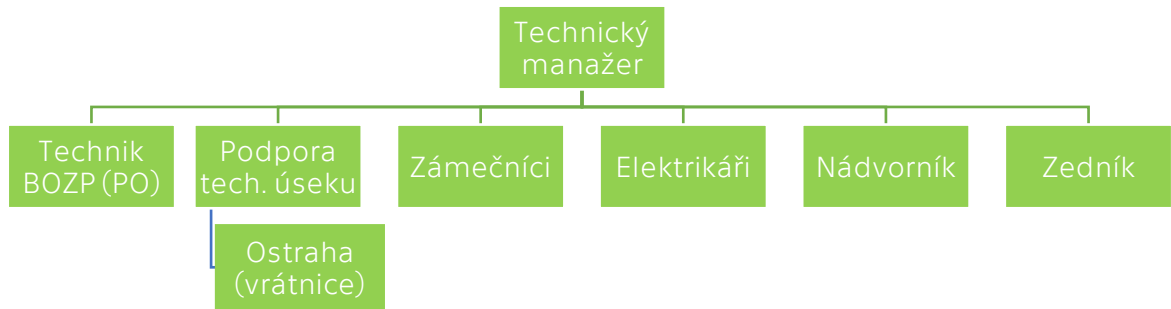 Technický
manažer
Technik
BOZP (PO)
Podpora
tech. úseku
Zámečníci
Elektrikáři
Nádvorník
Zedník
Ostraha
(vrátnice)